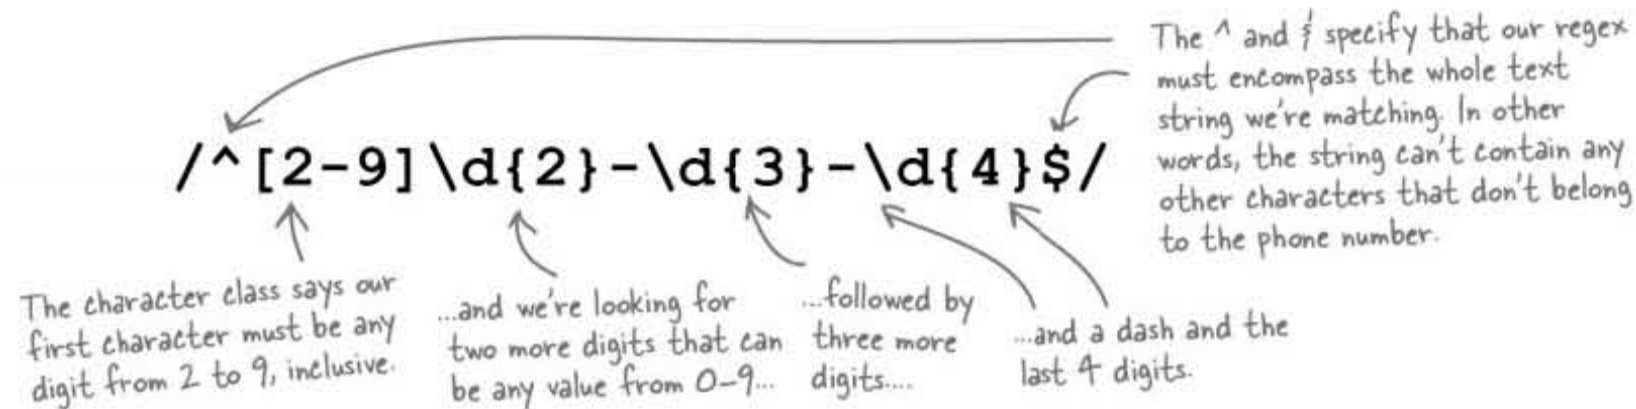 The ^ and $ specify that our regex
must encompass the whole text
string we're matching. In other
words, the string can't contain any
other characters that don't belong
to the phone number.
/^[2-9]\d{2}-\d{3}-\d{4}$/
The character class says our
first character must be any
digit from 2 to 9, inclusive.
...and we're looking for
two more digits that can
be any value from 0-9...
...followed by
three more
digits....
...and a dash and the
last 4 digits.